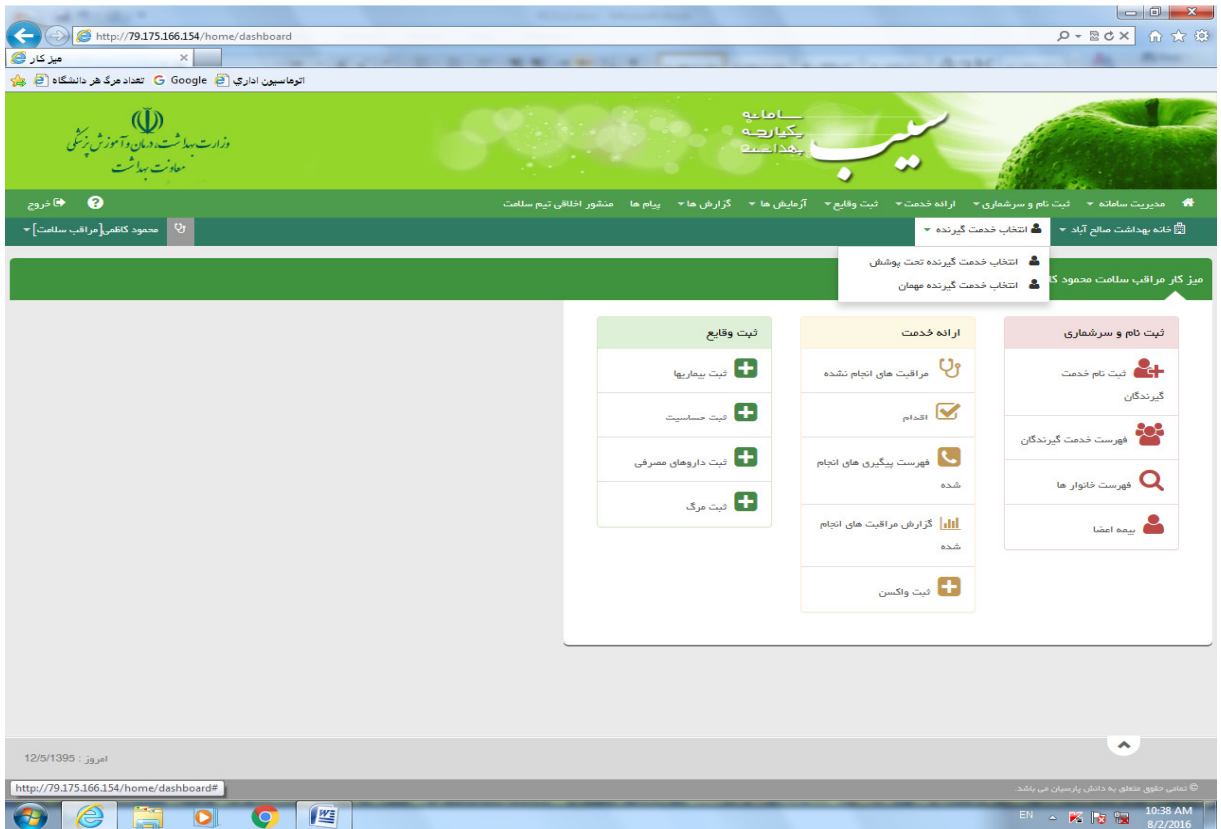 http://79.175.166.154/home/dashboard
میز کار
تعداد مرگ هر دانشگاه
Google
اتوماسیون اداري
وزارت بهداشت، درمان و آموزش پزشکی
معاونت بهداشت
سامانه
یکپارچه
بهداشت
سیب
مدیریت سامانه
ثبت نام و سرشماری
ارائه خدمت
ثبت وقایع
آزمایش ها
گزارش ها
پیام ها
منشور اخلاقی تیم سلامت
خروج
خانه بهداشت صالح آباد
انتخاب خدمت گیرنده
محمود کاظمی[مراقب سلامت]
انتخاب خدمت گیرنده تحت پوشش
انتخاب خدمت گیرنده مهمان
میز کار مراقب سلامت محمود کا
ثبت نام و سرشماری
ثبت نام خدمت
گیرندگان
فهرست خدمت گیرندگان
فهرست خانوار ها
بیمه اعضا
ارائه خدمت
مراقبت های انجام نشده
اقدام
فهرست پیگیری های انجام
شده
گزارش مراقبت های انجام
شده
ثبت واکسن
ثبت وقایع
ثبت بیماریها
ثبت حساسیت
ثبت داروهای مصرفی
ثبت مرگ
امروز : 12/5/1395
© تمامی حقوق متعلق به دانش پارسیان می باشد.
http://79.175.166.154/home/dashboard#
EN
10:38 AM
8/2/2016